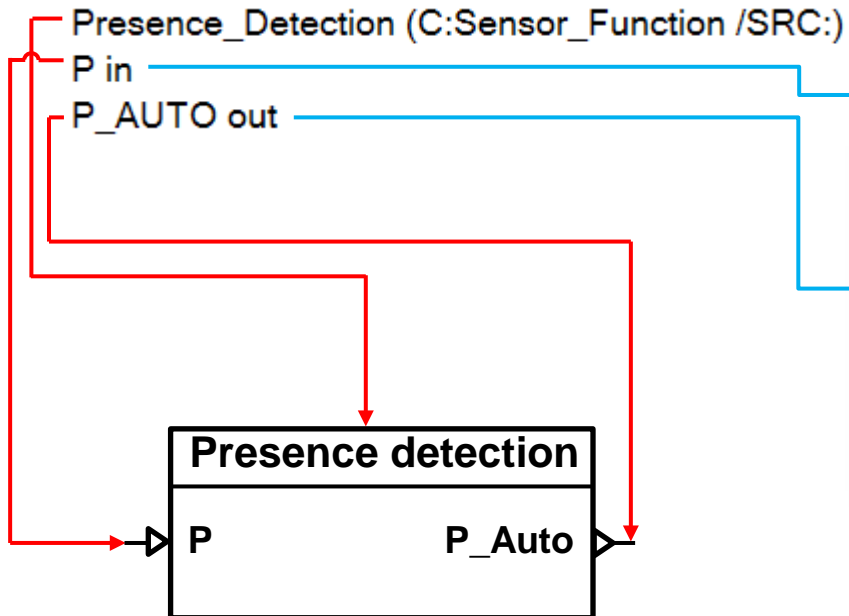 Presence_Detection (C:Sensor_Function /SRC:)
P in
P_AUTO out
Presence detection
P P_Auto